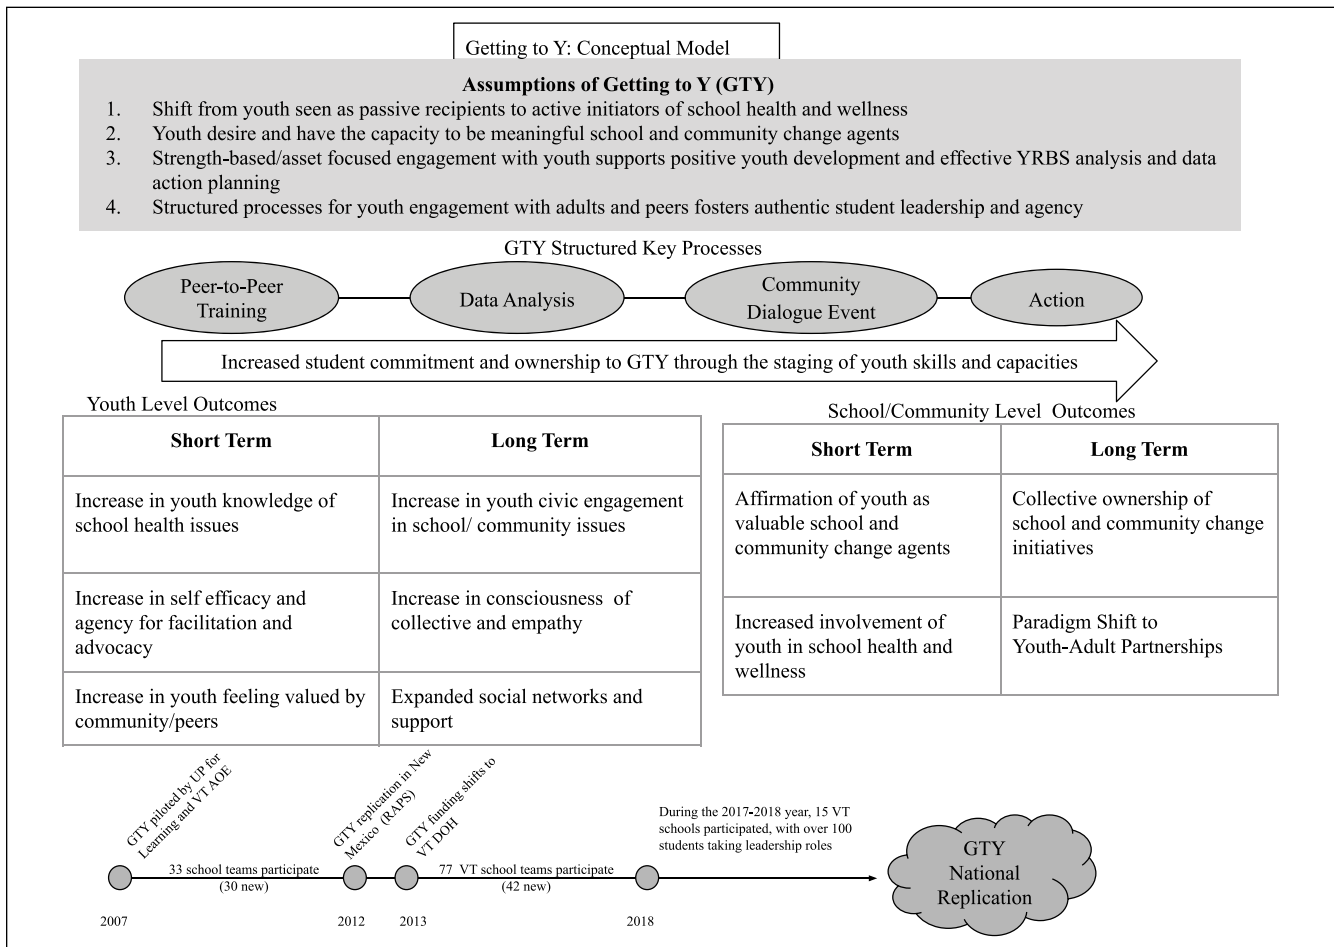 Getting to Y: Conceptual Model
Assumptions of Getting to Y (GTY)
1. Shift from youth seen as passive recipients to active initiators of school health and wellness
2. Youth desire and have the capacity to be meaningful school and community change agents
3. Strength-based/asset focused engagement with youth supports positive youth development and effective YRBS analysis and data
action planning
4. Structured processes for youth engagement with adults and peers fosters authentic student leadership and agency
GTY Structured Key Processes
Peer-to-Peer
Training
Data Analysis
Community
Dialogue Event
Action
Increased student commitment and ownership to GTY through the staging of youth skills and capacities
Youth Level Outcomes
Short Term
Long Term
Increase in youth knowledge of
school health issues
Increase in youth civic engagement
in school/ community issues
Increase in self efficacy and
agency for facilitation and
advocacy
Increase in consciousness of
collective and empathy
Increase in youth feeling valued by
community/peers
Expanded social networks and
support
School/Community Level Outcomes
Short Term
Long Term
Affirmation of youth as
valuable school and
community change agents
Collective ownership of
school and community change
initiatives
Increased involvement of
youth in school health and
wellness
Paradigm Shift to
Youth-Adult Partnerships
GTY piloted by UP for
Learning and VT AOE
33 school teams participate
(30 new)
GTY replication in New
Mexico (RAPS)
GTY funding shifts to
VT DOH
77 VT school teams participate
(42 new)
During the 2017-2018 year, 15 VT
schools participated, with over 100
students taking leadership roles
GTY
National
Replication
2007
2012
2013
2018